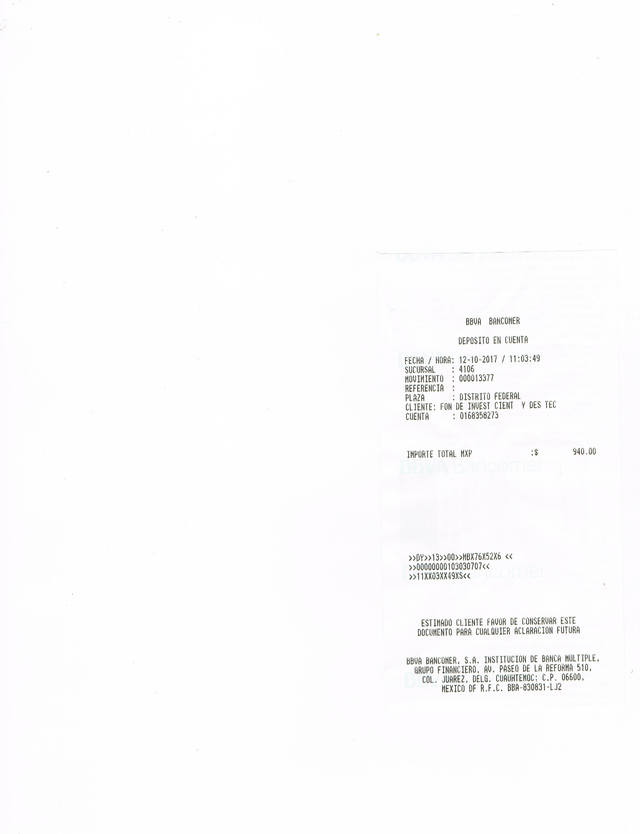 BBVA BANCOMER
DEPOSITO EN CUENTA
FECHA / HORA: 12-10-2017 / 11:03:49
SUCURSAL : 4106
MOVIMIENTO : 000013377
REFERENCIA :
PLAZA : DISTRITO FEDERAL
CLIENTE: FON DE INVEST CIENT Y DES TEC
CUENTA : 0168358273
IMPORTE TOTAL MXP :$ 940.00
>>OY>>13>>OO>>MBX76X52X6 <<
>>00000000103030707<<
>>11XX03XX49XS<<
ESTIMADO CLIENTE FAVOR DE CONSERVAR ESTE
DOCUMENTO PARA CUALQUIER ACLARACION FUTURA
BBVA BANCOMER, S.A. INSTITUCION DE BANCA MULTIPLE,
GRUPO FINANCIERO, AV. PASEO DE LA REFORMA 510,
COL. JUAREZ, DELG. CUAUHTEMOC; C.P. 06600,
MEXICO DF R.F.C. BBA-830831-LJ2